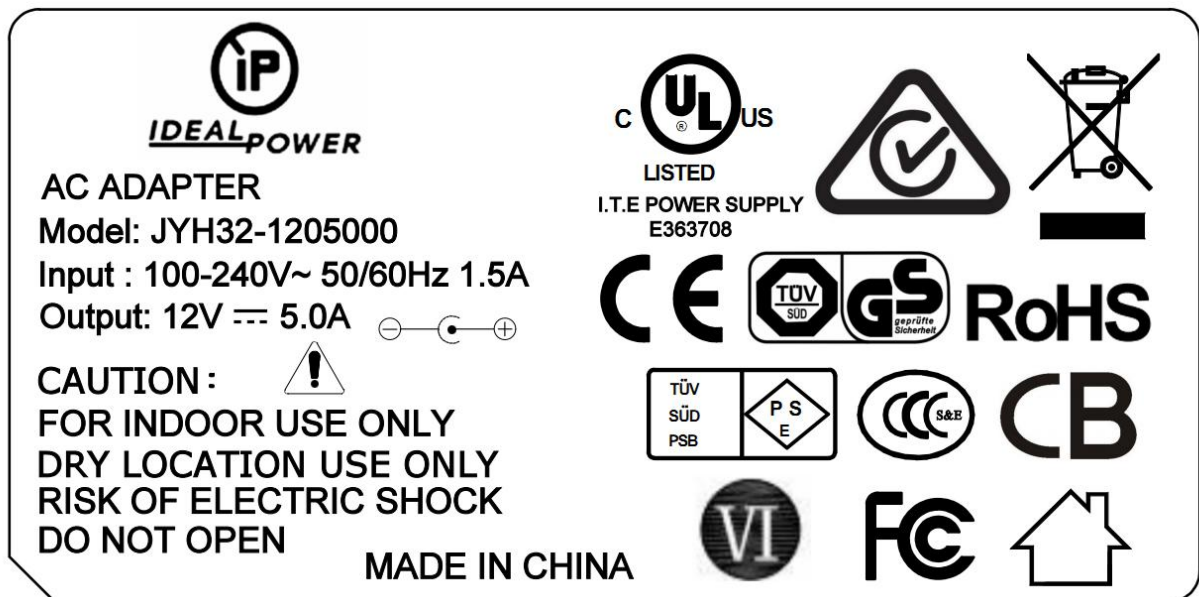 iP
IDEAL POWER
AC ADAPTER
Model: JYH32-1205000
Input : 100-240V~ 50/60Hz 1.5A
Output: 12V ⎓ 5.0A
CAUTION :
FOR INDOOR USE ONLY
DRY LOCATION USE ONLY
RISK OF ELECTRIC SHOCK
DO NOT OPEN
MADE IN CHINA
C UL ® US
LISTED
I.T.E POWER SUPPLY
E363708
CE
TÜV
SÜD
GS
geprüfte
Sicherheit
RoHS
TÜV
SÜD
PSB
P S
E
CCC S&E
CB
VI
FC